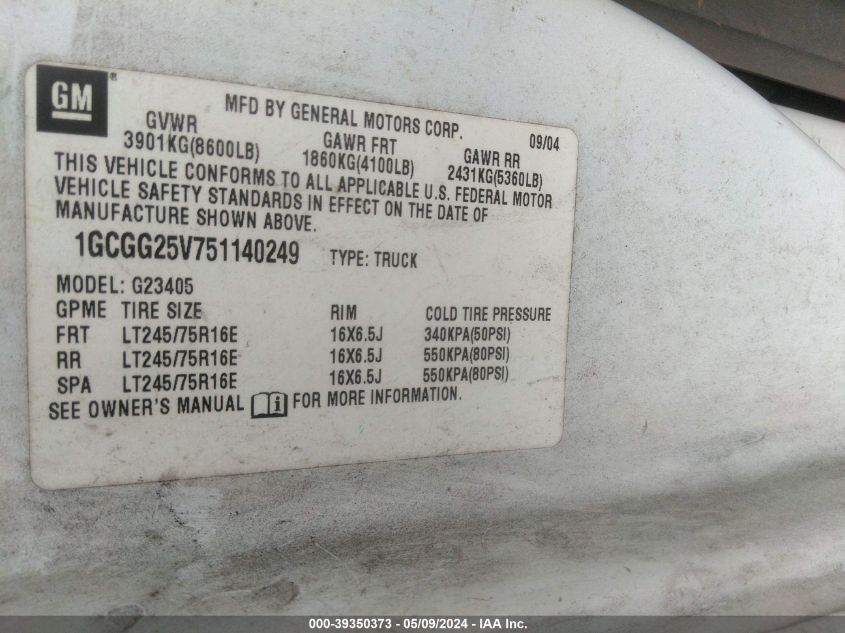 GM®
MFD BY GENERAL MOTORS CORP.
GVWR GAWR FRT GAWR RR 09/04
3901KG(8600LB) 1860KG(4100LB) 2431KG(5360LB)
THIS VEHICLE CONFORMS TO ALL APPLICABLE U.S. FEDERAL MOTOR
VEHICLE SAFETY STANDARDS IN EFFECT ON THE DATE OF
MANUFACTURE SHOWN ABOVE.
1GCGG25V751140249 TYPE: TRUCK
MODEL: G23405
GPME TIRE SIZE RIM COLD TIRE PRESSURE
FRT LT245/75R16E 16X6.5J 340KPA(50PSI)
RR LT245/75R16E 16X6.5J 550KPA(80PSI)
SPA LT245/75R16E 16X6.5J 550KPA(80PSI)
SEE OWNER'S MANUAL i FOR MORE INFORMATION.
000-39350373 - 05/09/2024 - IAA Inc.